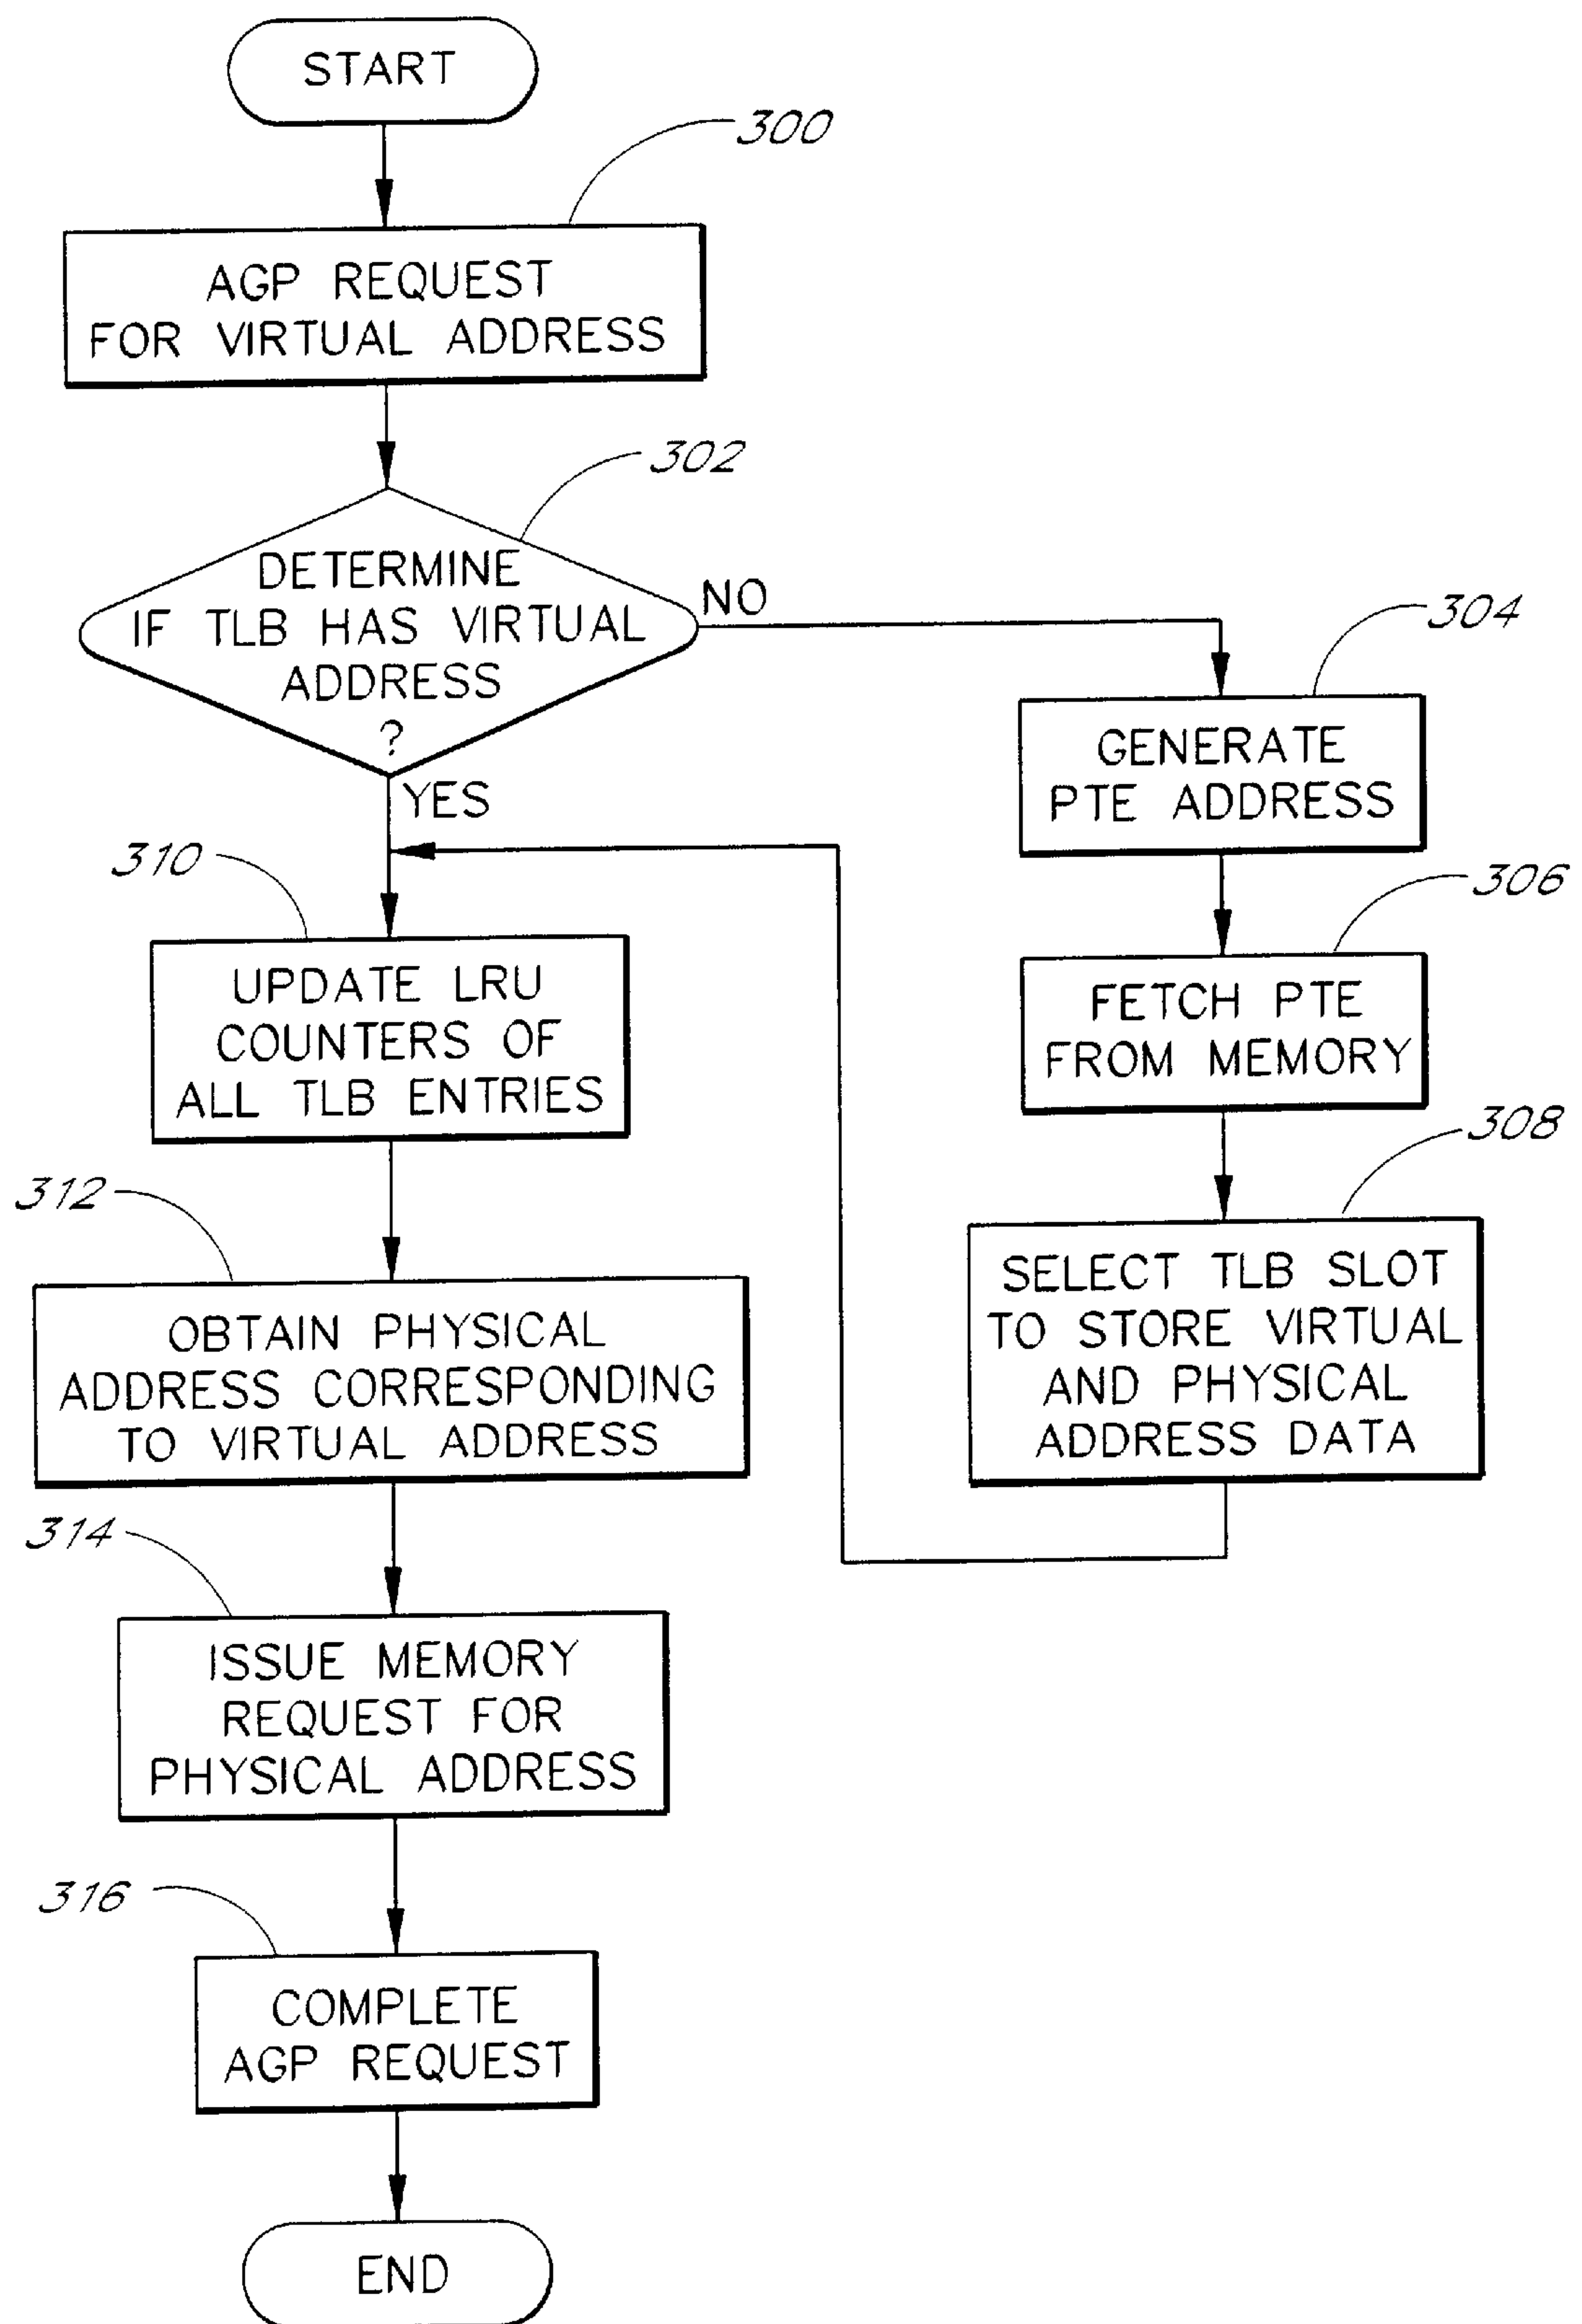 START
300
AGP REQUEST
FOR VIRTUAL ADDRESS
302
DETERMINE
IF TLB HAS VIRTUAL
ADDRESS
?
NO
YES
304
GENERATE
PTE ADDRESS
306
FETCH PTE
FROM MEMORY
308
SELECT TLB SLOT
TO STORE VIRTUAL
AND PHYSICAL
ADDRESS DATA
310
UPDATE LRU
COUNTERS OF
ALL TLB ENTRIES
312
OBTAIN PHYSICAL
ADDRESS CORRESPONDING
TO VIRTUAL ADDRESS
314
ISSUE MEMORY
REQUEST FOR
PHYSICAL ADDRESS
316
COMPLETE
AGP REQUEST
END